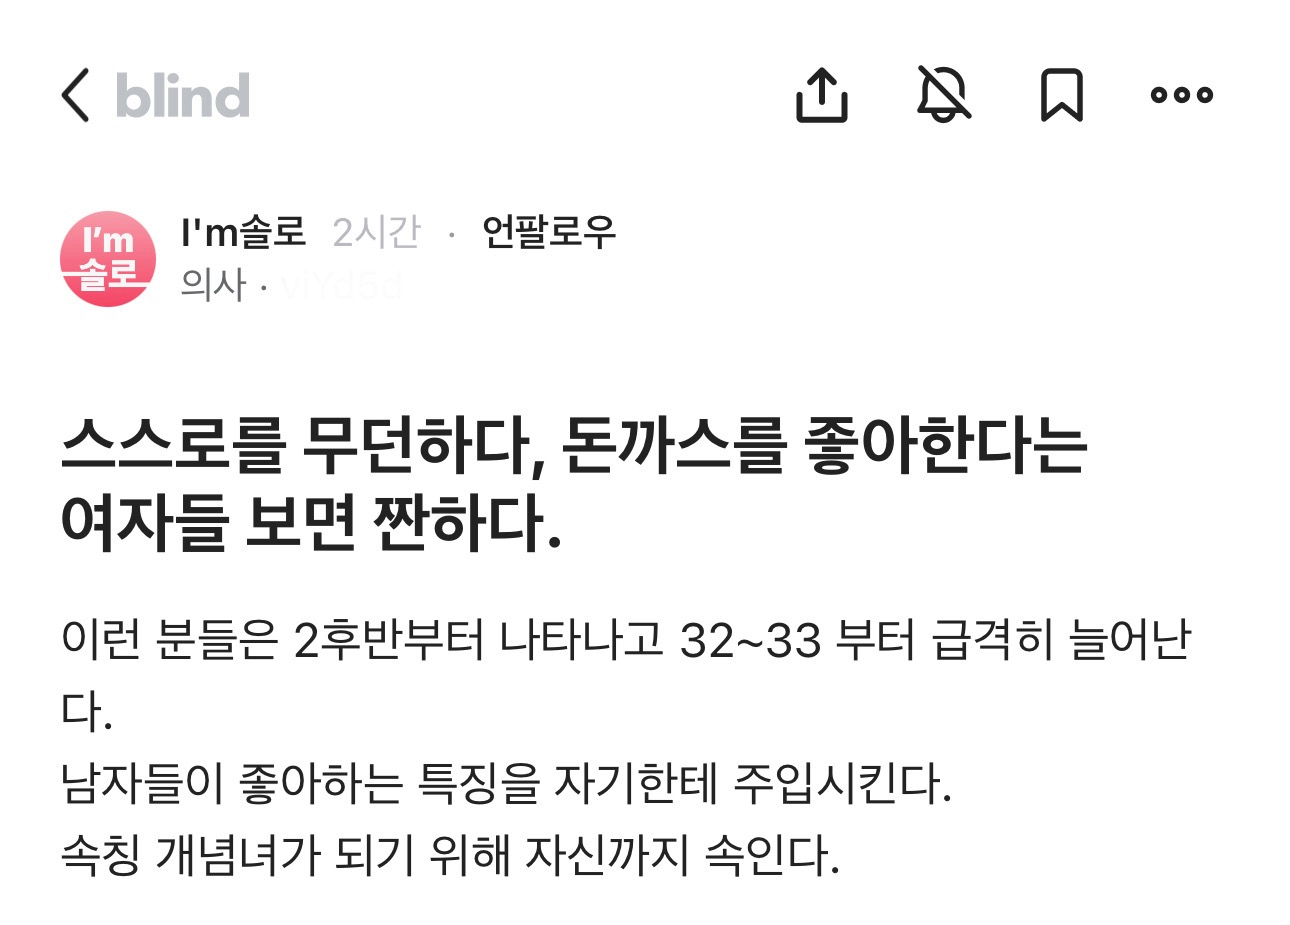 blind
I'm솔로 2시간 · 언팔로우
I'm
솔로
의사 · viYd5d
스스로를 무던하다, 돈까스를 좋아한다는
여자들 보면 짠하다.
이런 분들은 2후반부터 나타나고 32~33 부터 급격히 늘어난
다.
남자들이 좋아하는 특징을 자기한테 주입시킨다.
속칭 개념녀가 되기 위해 자신까지 속인다.